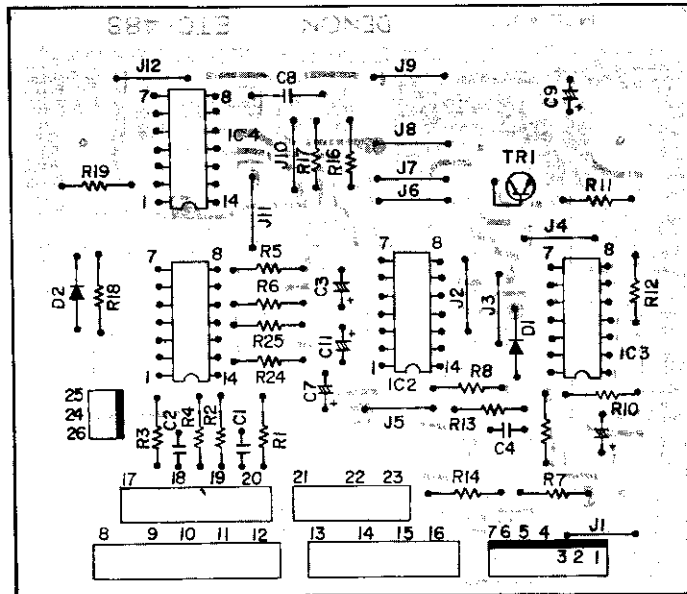 J12
J9
C8
C9
7
8
IC4
J10
R17
R16
J8
TR1
R19
J7
R11
J6
1
14
J11
J4
7
8
R5
7
8
7
8
D2
R18
R6
C3
J2
J3
R12
R25
C11
D1
1
14
R24
1
14
IC3
IC2
R8
1
14
25
24
26
C7
R10
R3
C2
R4
R2
C1
R1
J5
R13
C4
17
18
19
20
21
22
23
R14
R7
8
9
10
11
12
13
14
15
16
7
6
5
4
3
2
1
J1